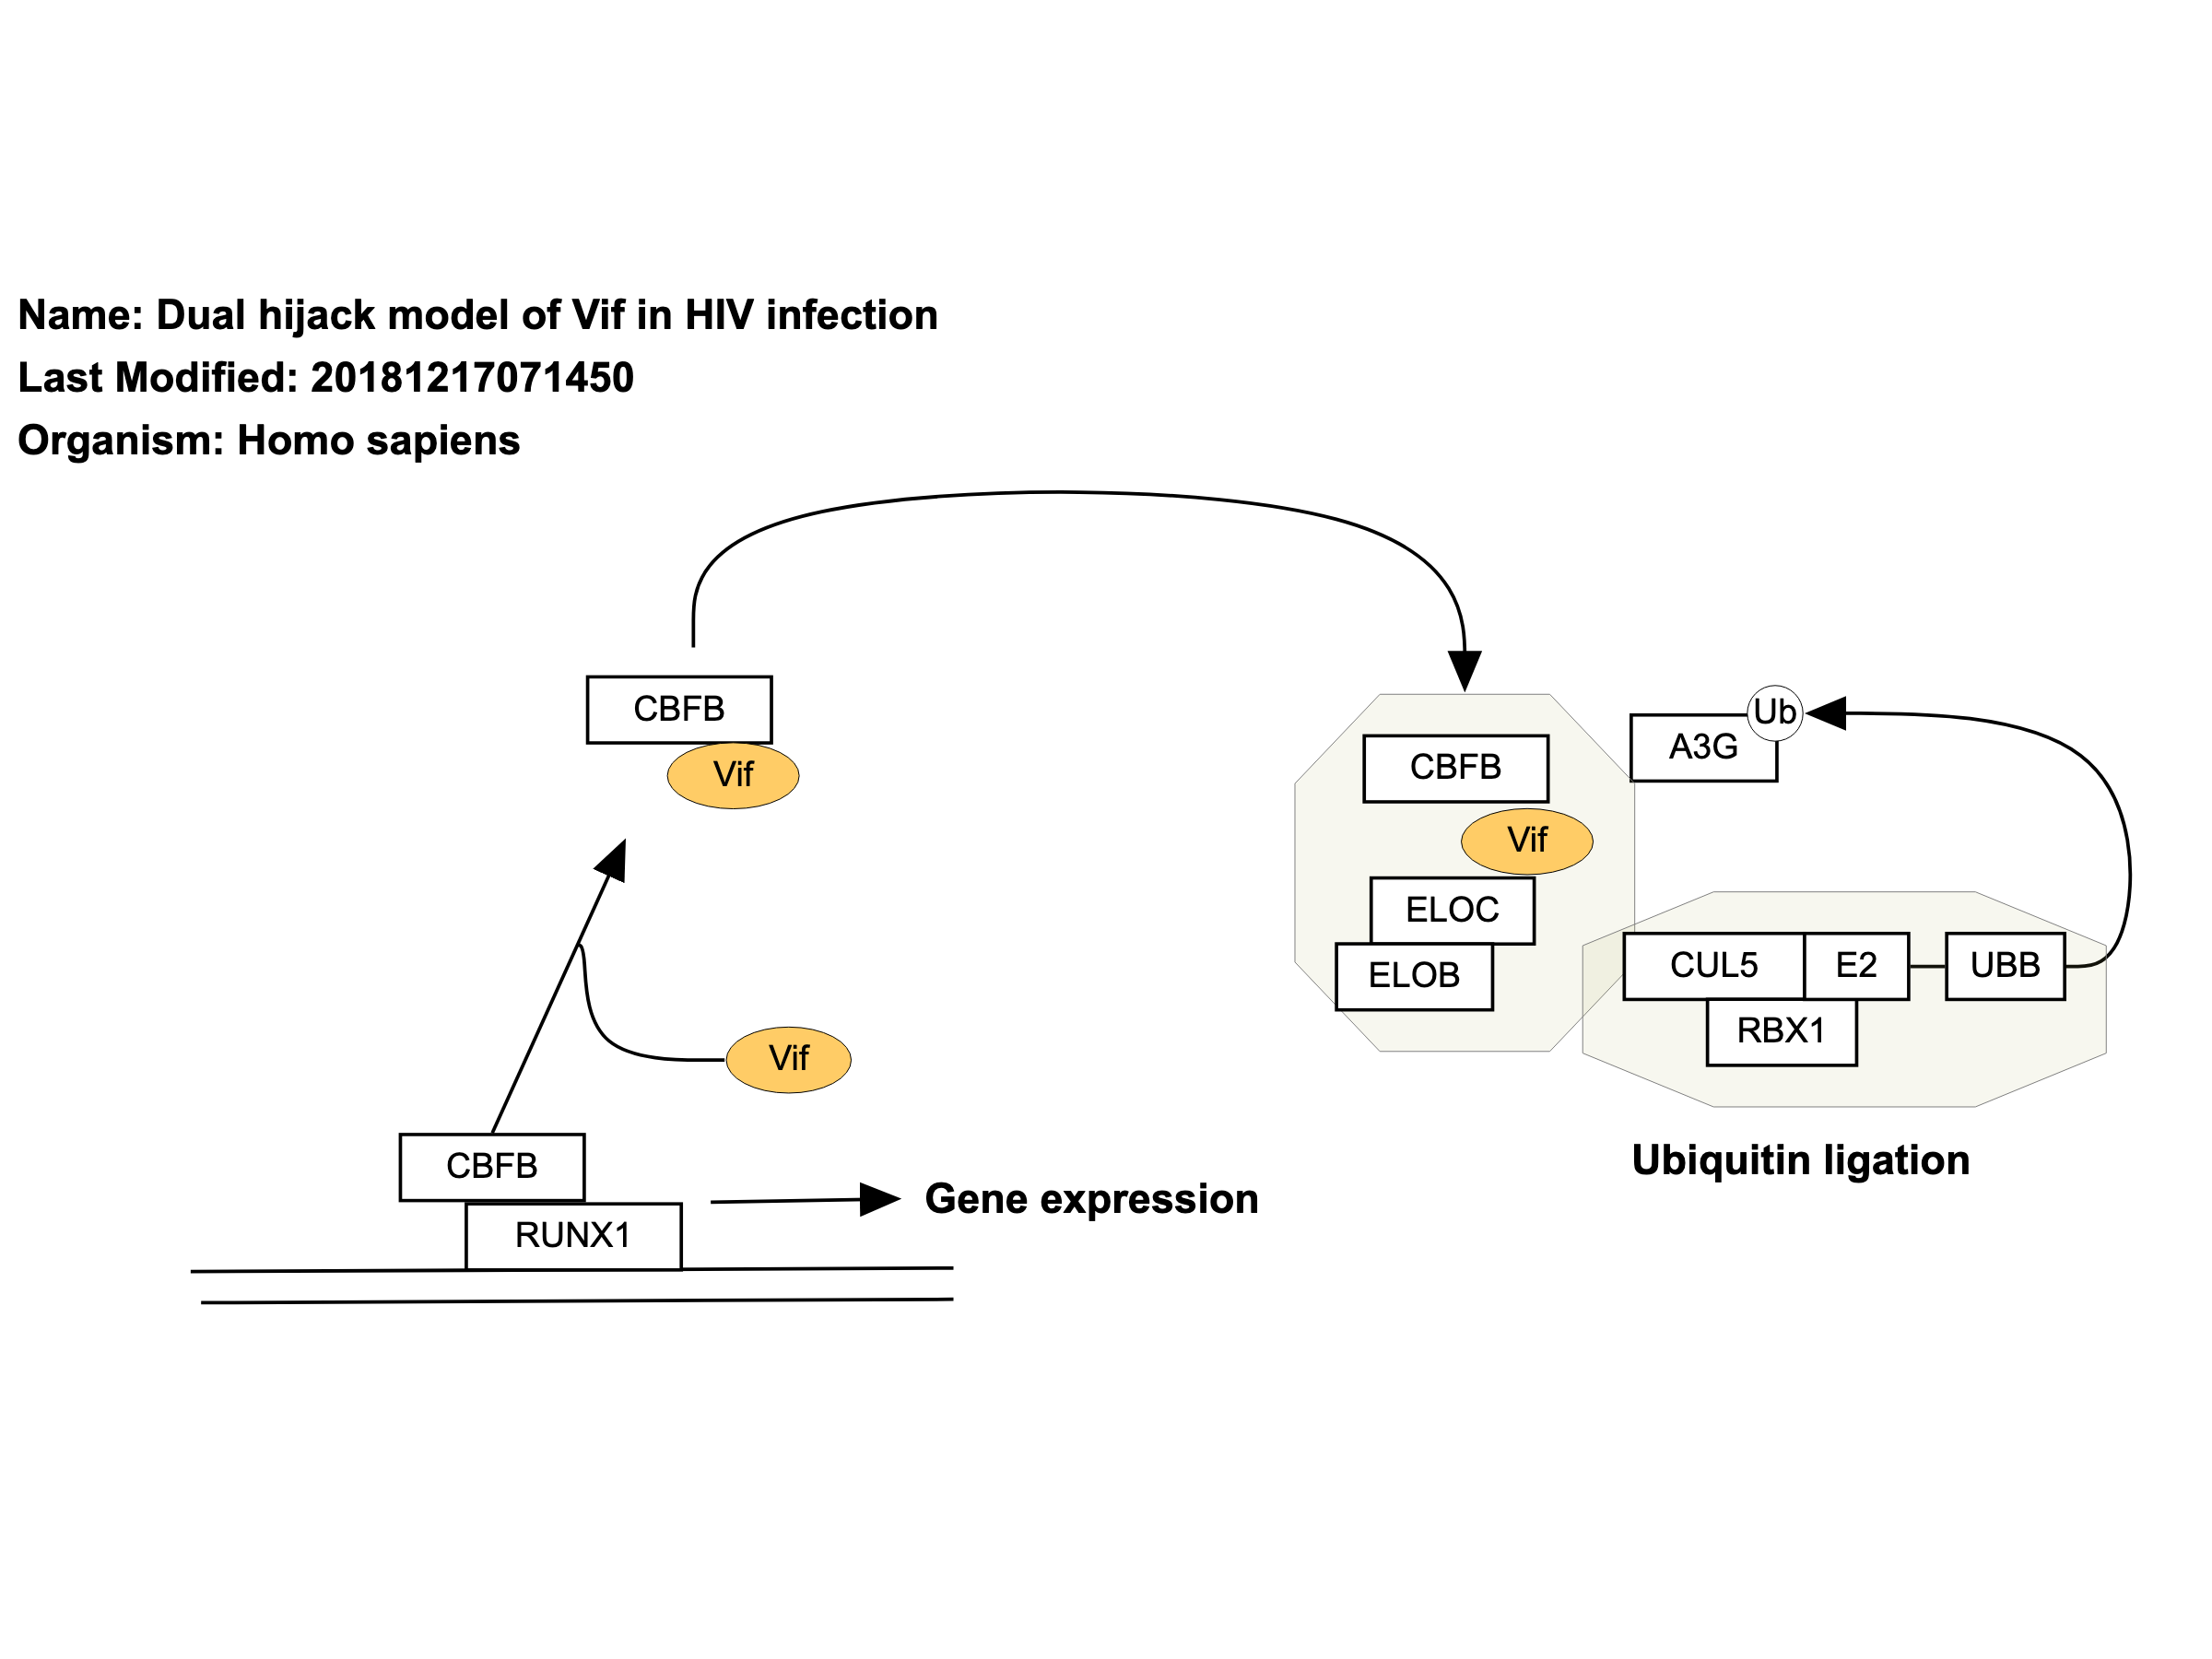 Name: Dual hijack model of Vif in HIV infection
Last Modified: 20181217071450
Organism: Homo sapiens
CBFB
Vif
Vif
CBFB
RUNX1
Gene expression
CBFB
Vif
ELOC
ELOB
A3G
Ub
CUL5
E2
UBB
RBX1
Ubiquitin ligation